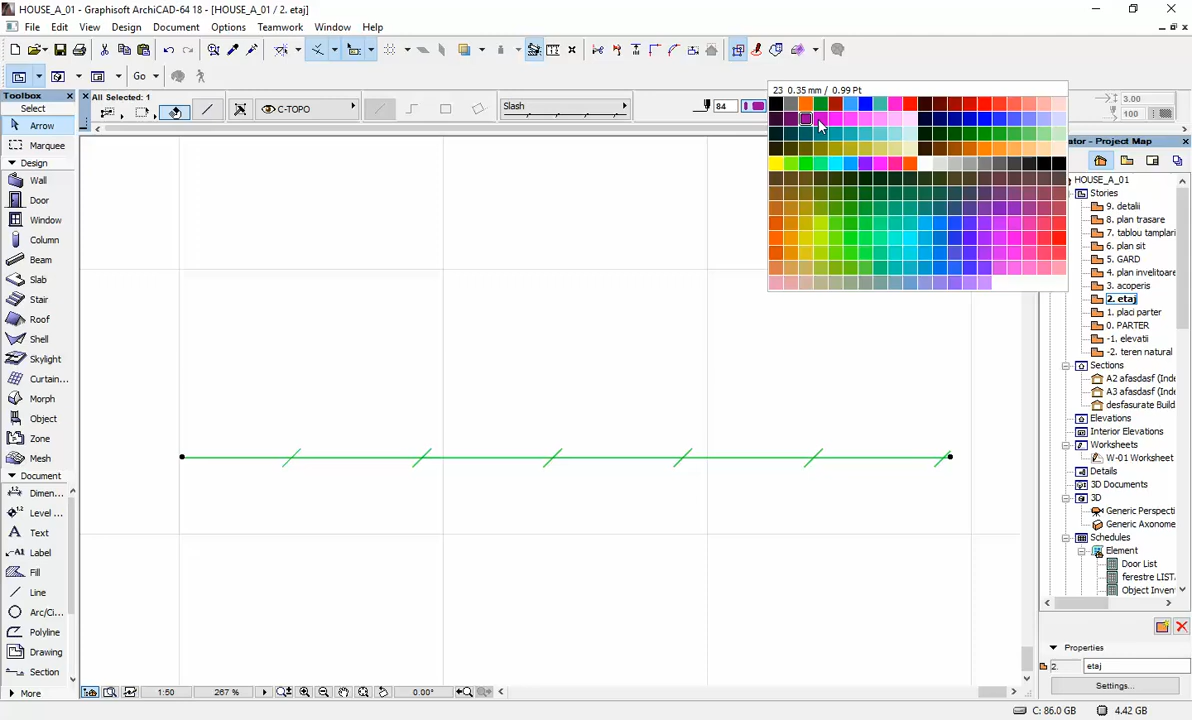 HOUSE_A_01 - Graphisoft ArchiCAD-64 18 - [HOUSE_A_01 / 2. etaj]
File Edit View Design Document Options Teamwork Window Help
Go
Toolbox
All Selected: 1
Select
C-TOPO
Slash
84
23 0.35 mm / 0.99 Pt
3.00
100
Arrow
Marquee
Design
Wall
Door
Window
Column
Beam
Slab
Stair
Roof
Shell
Skylight
Curtain...
Morph
Object
Zone
Mesh
Document
Dimen...
Level ...
Text
Label
Fill
Line
Arc/Ci...
Polyline
Drawing
Section
More
ator - Project Map
HOUSE_A_01
Stories
9. detalii
8. plan trasare
7. tablou tamplari
6. plan sit
5. GARD
4. plan invelitoare
3. acoperis
2. etaj
1. placi parter
0. PARTER
-1. elevatii
-2. teren natural
Sections
A2 afasdasf (Inde
A3 afasdasf (Inde
desfasurate Build
Elevations
Interior Elevations
Worksheets
W-01 Worksheet
Details
3D Documents
3D
Generic Perspecti
Generic Axonome
Schedules
Element
Door List
ferestre LIST.
Object Inven
Properties
2. etaj
Settings...
1:50 267 % 0.00°
C: 86.0 GB 4.42 GB